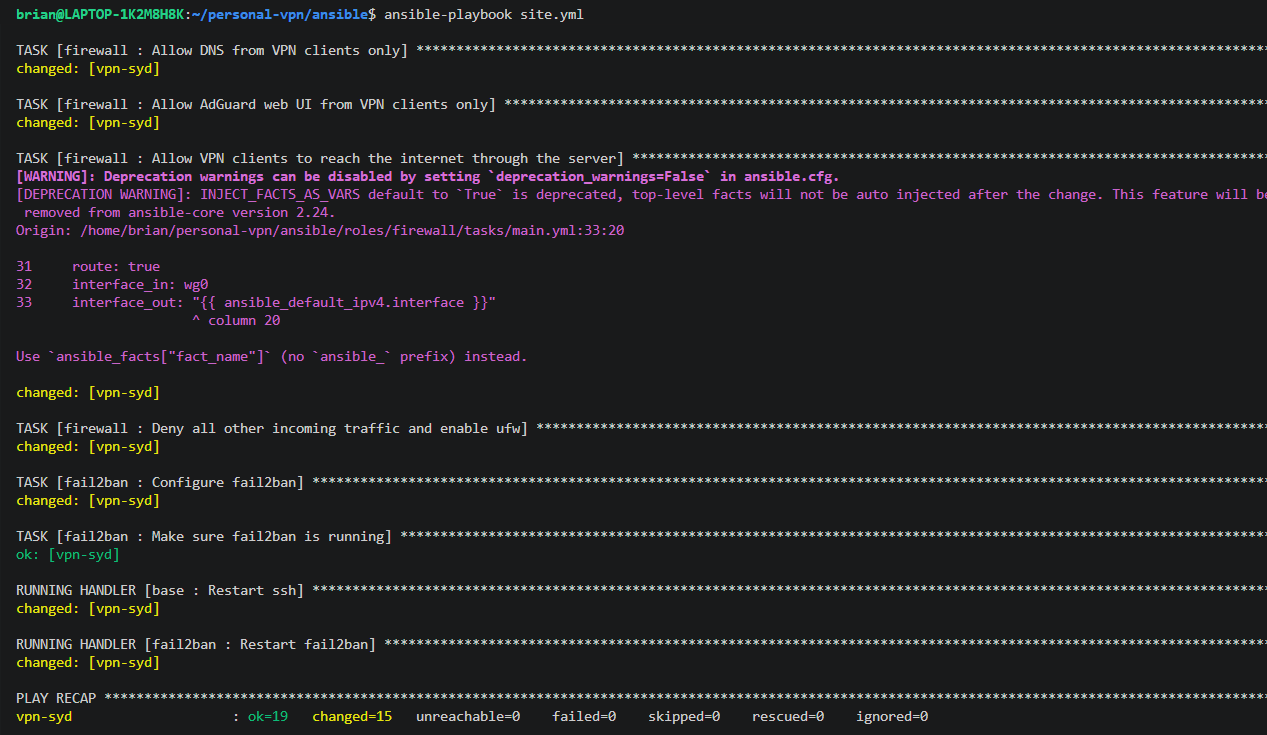 brian@LAPTOP-1K2M8H8K:~/personal-vpn/ansible$ ansible-playbook site.yml
TASK [firewall : Allow DNS from VPN clients only] **********************************************************************************************************
changed: [vpn-syd]
TASK [firewall : Allow AdGuard web UI from VPN clients only] ***********************************************************************************************
changed: [vpn-syd]
TASK [firewall : Allow VPN clients to reach the internet through the server] *******************************************************************************
[WARNING]: Deprecation warnings can be disabled by setting `deprecation_warnings=False` in ansible.cfg.
[DEPRECATION WARNING]: INJECT_FACTS_AS_VARS default to `True` is deprecated, top-level facts will not be auto injected after the change. This feature will be
removed from ansible-core version 2.24.
Origin: /home/brian/personal-vpn/ansible/roles/firewall/tasks/main.yml:33:20
31     route: true
32     interface_in: wg0
33     interface_out: "{{ ansible_default_ipv4.interface }}"
^ column 20
Use `ansible_facts["fact_name"]` (no `ansible_` prefix) instead.
changed: [vpn-syd]
TASK [firewall : Deny all other incoming traffic and enable ufw] *******************************************************************************************
changed: [vpn-syd]
TASK [fail2ban : Configure fail2ban] ***********************************************************************************************************************
changed: [vpn-syd]
TASK [fail2ban : Make sure fail2ban is running] ************************************************************************************************************
ok: [vpn-syd]
RUNNING HANDLER [base : Restart ssh] ***********************************************************************************************************************
changed: [vpn-syd]
RUNNING HANDLER [fail2ban : Restart fail2ban] **************************************************************************************************************
changed: [vpn-syd]
PLAY RECAP *************************************************************************************************************************************************
vpn-syd                    : ok=19   changed=15   unreachable=0    failed=0    skipped=0    rescued=0    ignored=0